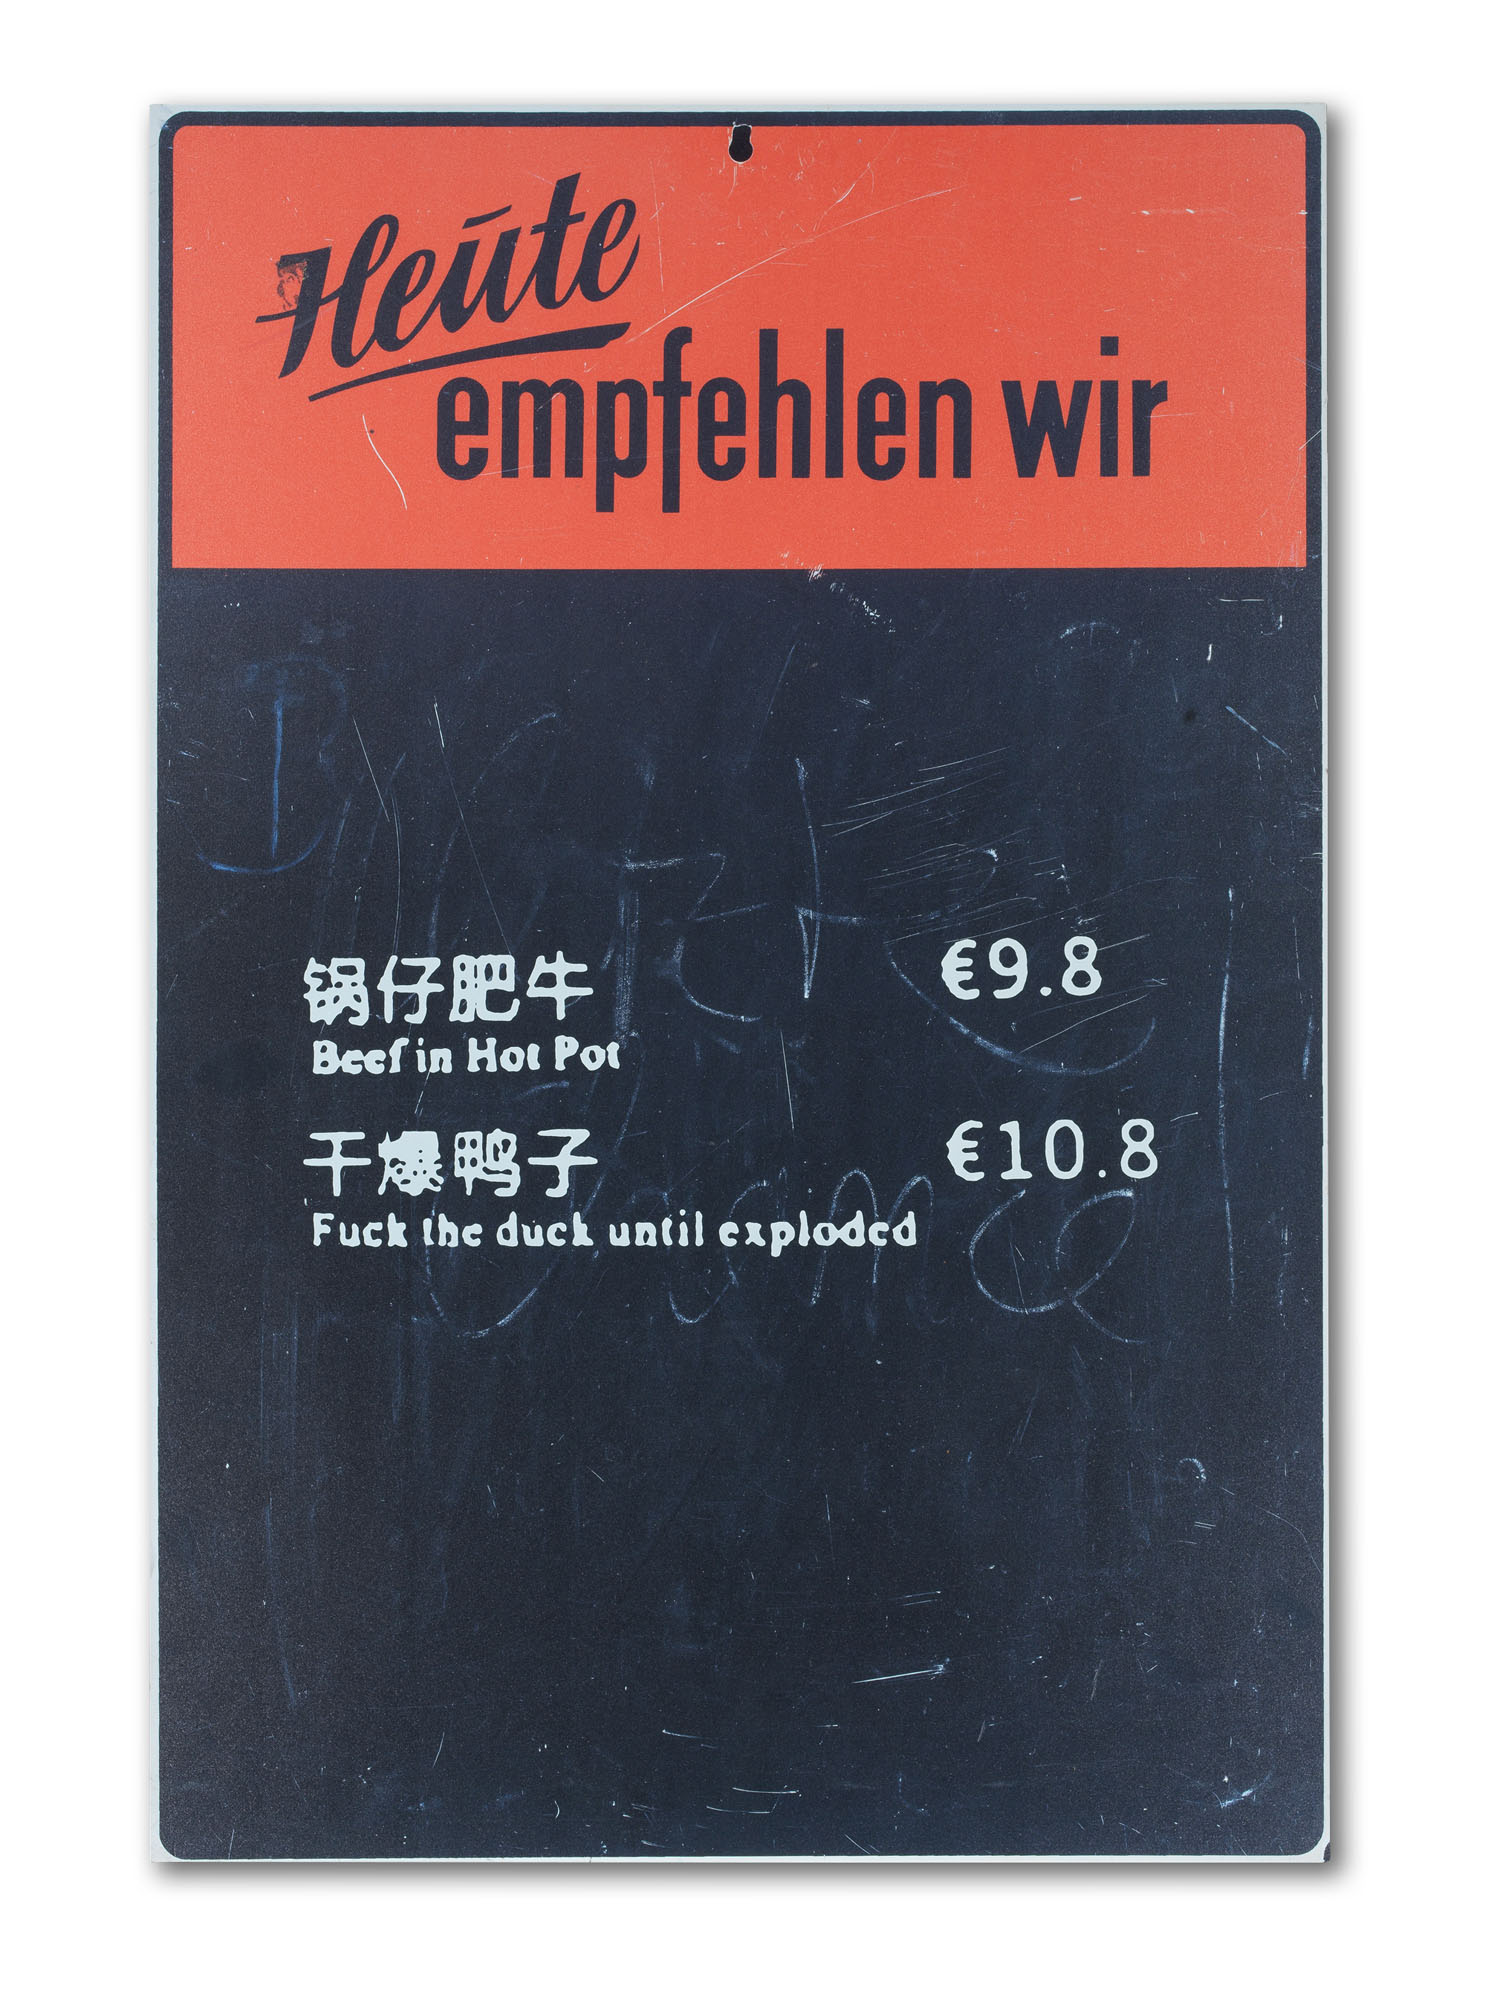 Heute
empfehlen wir
锅仔肥牛 €9.8
Beef in Hot Pot
干爆鸭子 €10.8
Fuck the duck until exploded